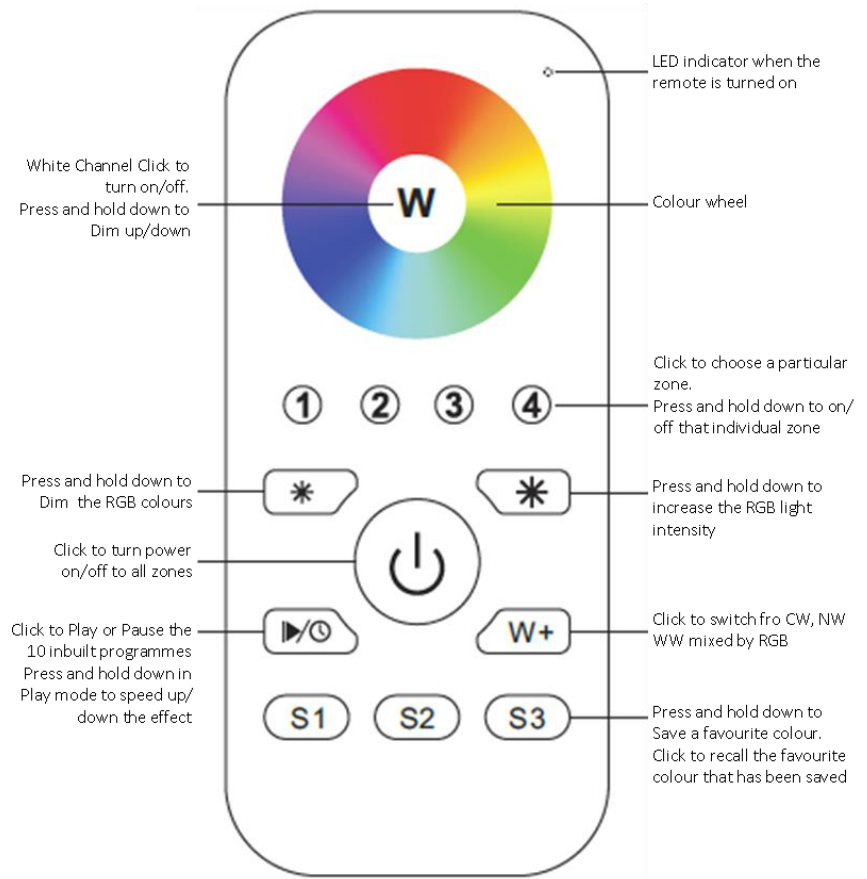 LED indicator when the
remote is turned on
White Channel Click to
turn on/off.
Press and hold down to
Dim up/down
W
Colour wheel
Click to choose a particular
zone.
Press and hold down to on/
off that individual zone
1 2 3 4
Press and hold down to
Dim the RGB colours
Press and hold down to
increase the RGB light
intensity
Click to turn power
on/off to all zones
Click to Play or Pause the
10 inbuilt programmes
Press and hold down in
Play mode to speed up/
down the effect
W+
Click to switch fro CW, NW
WW mixed by RGB
S1 S2 S3
Press and hold down to
Save a favourite colour.
Click to recall the favourite
colour that has been saved